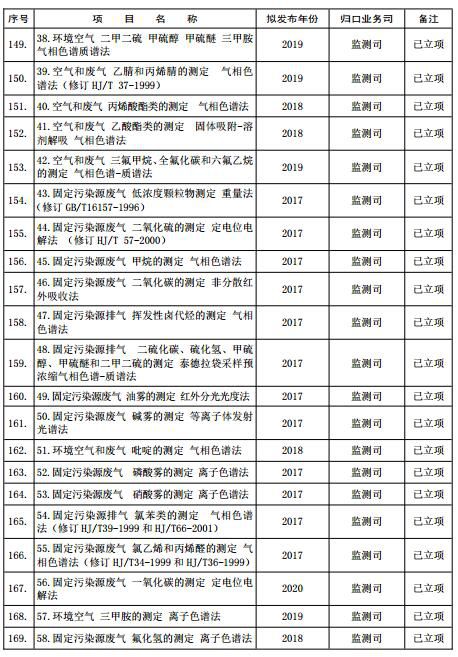 序号 项 目 名 称 拟发布年份 归口业务司 备注
149. 38.环境空气 二甲二硫 甲硫醇 甲硫醚 三甲胺 2019 监测司 已立项
气相色谱质谱法
150. 39.空气和废气 乙腈和丙烯腈的测定 气相色 2019 监测司 已立项
谱法（修订 HJ/T 37-1999）
151. 40.空气和废气 丙烯酸酯类的测定 气相色谱法 2018 监测司 已立项
152. 41.空气和废气 乙酸酯类的测定 固体吸附-溶 2018 监测司 已立项
剂解吸 气相色谱法
153. 42.空气和废气 三氟甲烷、全氟化碳和六氟乙烷 2019 监测司 已立项
的测定 气相色谱-质谱法
154. 43.固定污染源废气 低浓度颗粒物测定 重量法 2017 监测司 已立项
（修订 GB/T16157-1996）
155. 44.固定污染源废气 二氧化硫的测定 定电位电 2017 监测司 已立项
解法 （修订 HJ/T 57-2000）
156. 45.固定污染源废气 甲烷的测定 气相色谱法 2017 监测司 已立项
157. 46.固定污染源废气 二氧化碳的测定 非分散红 2017 监测司 已立项
外吸收法
158. 47.固定污染源排气 挥发性卤代烃的测定 气相 2017 监测司 已立项
色谱法
159. 48.固定污染源排气 二硫化碳、硫化氢、甲硫 2017 监测司 已立项
醇、甲硫醚和二甲二硫的测定 泰德拉袋采样预
浓缩气相色谱-质谱法
160. 49.固定污染源废气 油雾的测定 红外分光光度法 2017 监测司 已立项
161. 50.固定污染源废气 碱雾的测定 等离子体发射 2017 监测司 已立项
光谱法
162. 51.环境空气和废气 吡啶的测定 气相色谱法 2018 监测司 已立项
163. 52.固定污染源废气 磷酸雾的测定 离子色谱法 2017 监测司 已立项
164. 53.固定污染源废气 硝酸雾的测定 离子色谱法 2017 监测司 已立项
165. 54.固定污染源排气 氯苯类的测定 气相色谱 2017 监测司 已立项
法（修订 HJ/T39-1999 和 HJ/T66-2001）
166. 55.固定污染源废气 氯乙烯和丙烯醛的测定 气 2017 监测司 已立项
相色谱法（修订 HJ/T34-1999 和 HJ/T36-1999）
167. 56.固定污染源废气 一氧化碳的测定 定电位电 2020 监测司 已立项
解法
168. 57.环境空气 三甲胺的测定 离子色谱法 2019 监测司 已立项
169. 58.固定污染源废气 氟化氢的测定 离子色谱法 2018 监测司 已立项